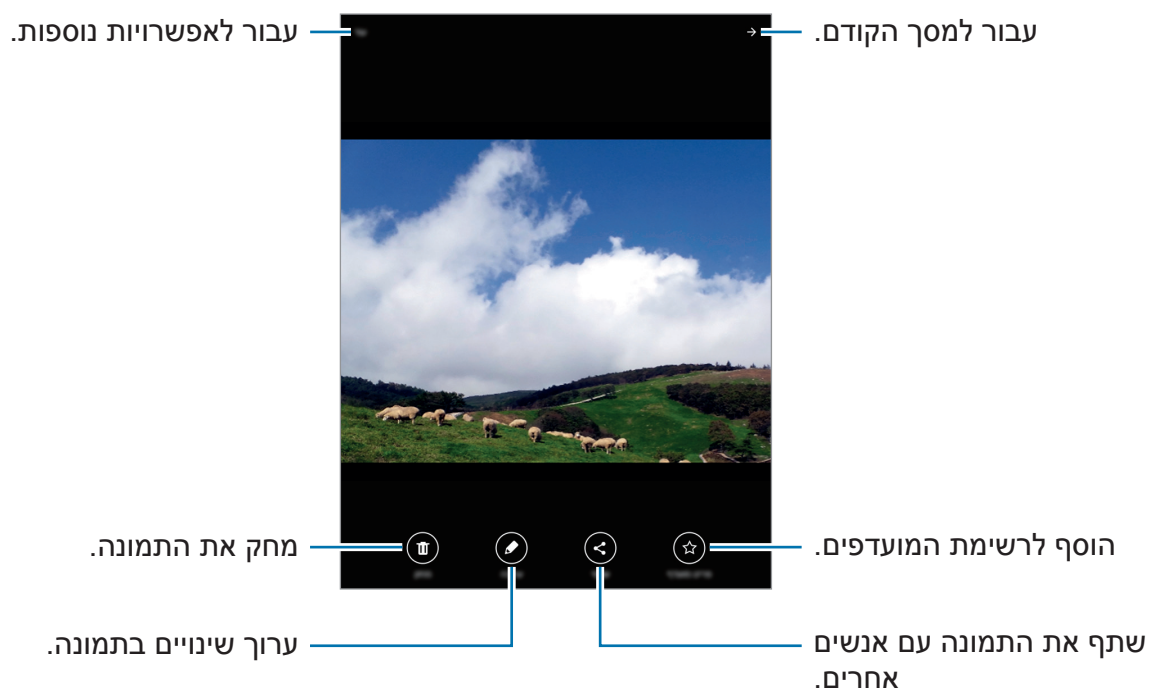 עבור למסך הקודם.
עבור לאפשרויות נוספות.
הוסף לרשימת המועדפים.
מחק את התמונה.
שתף את התמונה עם אנשים
אחרים.
ערוך שינויים בתמונה.